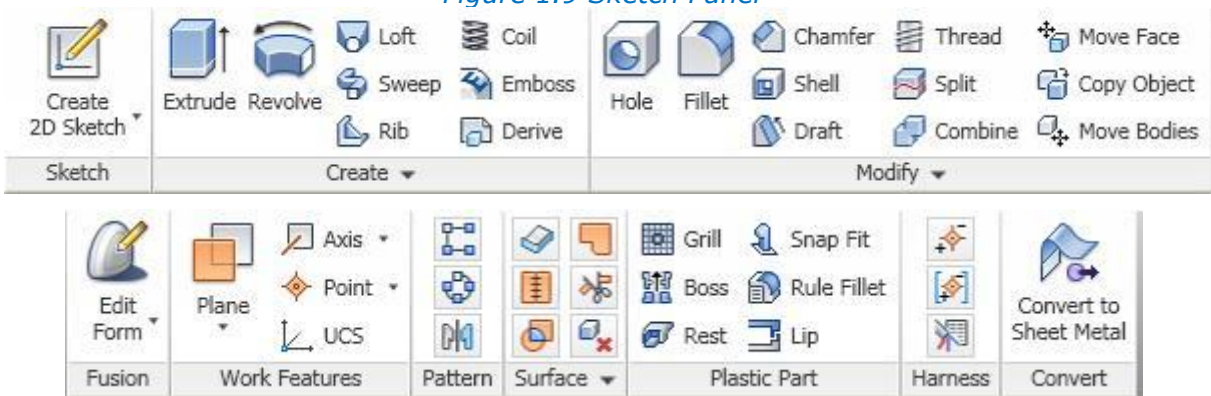 Figure 1.9 Sketch Panel
Create
2D Sketch
Extrude
Revolve
Loft
Sweep
Rib
Coil
Emboss
Derive
Hole
Fillet
Chamfer
Shell
Draft
Thread
Split
Combine
Move Face
Copy Object
Move Bodies
Sketch
Create
Modify
Edit
Form
Plane
Axis
Point
UCS
Grill
Boss
Rest
Snap Fit
Rule Fillet
Lip
Convert to
Sheet Metal
Fusion
Work Features
Pattern
Surface
Plastic Part
Harness
Convert